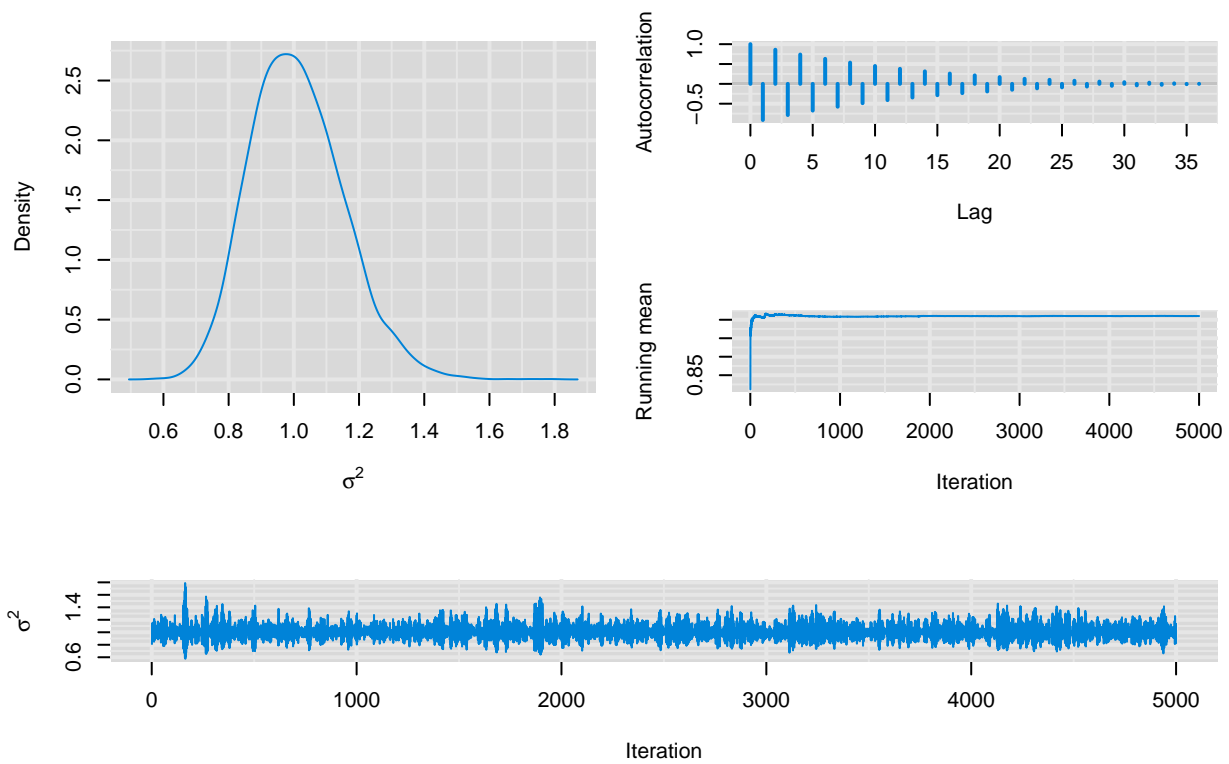 Density
0.0 0.5 1.0 1.5 2.0 2.5
0.6 0.8 1.0 1.2 1.4 1.6 1.8
σ²
Autocorrelation
−0.5 1.0
0 5 10 15 20 25 30 35
Lag
Running mean
0.85
0 1000 2000 3000 4000 5000
Iteration
σ²
0.6 1.4
0 1000 2000 3000 4000 5000
Iteration